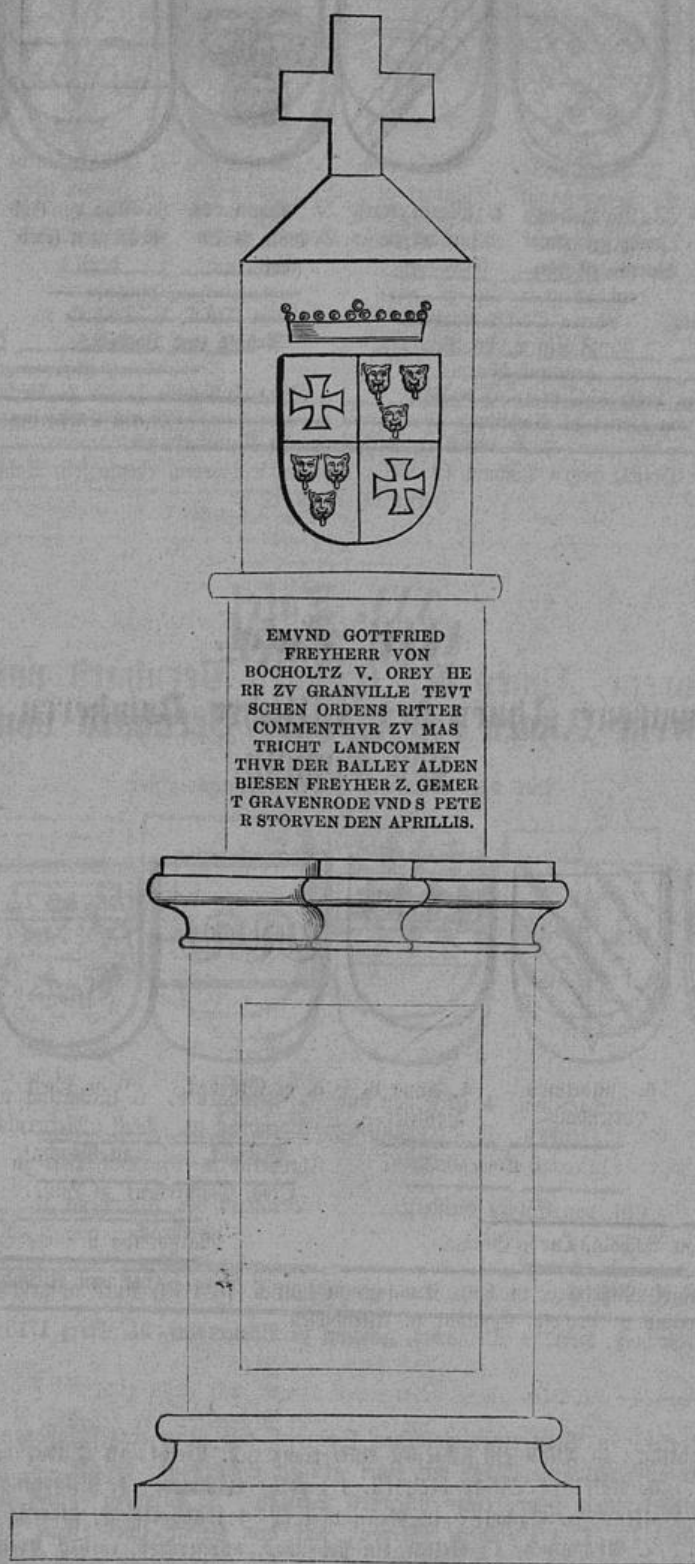 EMVND GOTTFRIED
FREYHERR VON
BOCHOLTZ V. OREY HE
RR ZV GRANVILLE TEVT
SCHEN ORDENS RITTER
COMMENTHVR ZV MAS
TRICHT LANDCOMMEN
THVR DER BALLEY ALDEN
BIESEN FREYHER Z. GEMER
T GRAVENRODE VND S PETE
R STORVEN DEN APRILLIS.